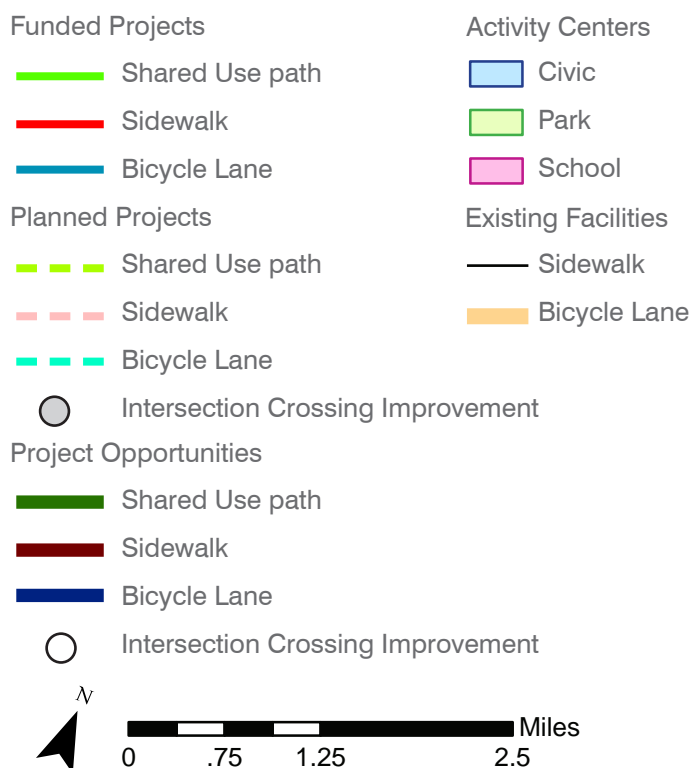 Funded Projects
Shared Use path
Sidewalk
Bicycle Lane
Planned Projects
Shared Use path
Sidewalk
Bicycle Lane
Intersection Crossing Improvement
Project Opportunities
Shared Use path
Sidewalk
Bicycle Lane
Intersection Crossing Improvement
Activity Centers
Civic
Park
School
Existing Facilities
Sidewalk
Bicycle Lane
N
Miles
0 .75 1.25 2.5